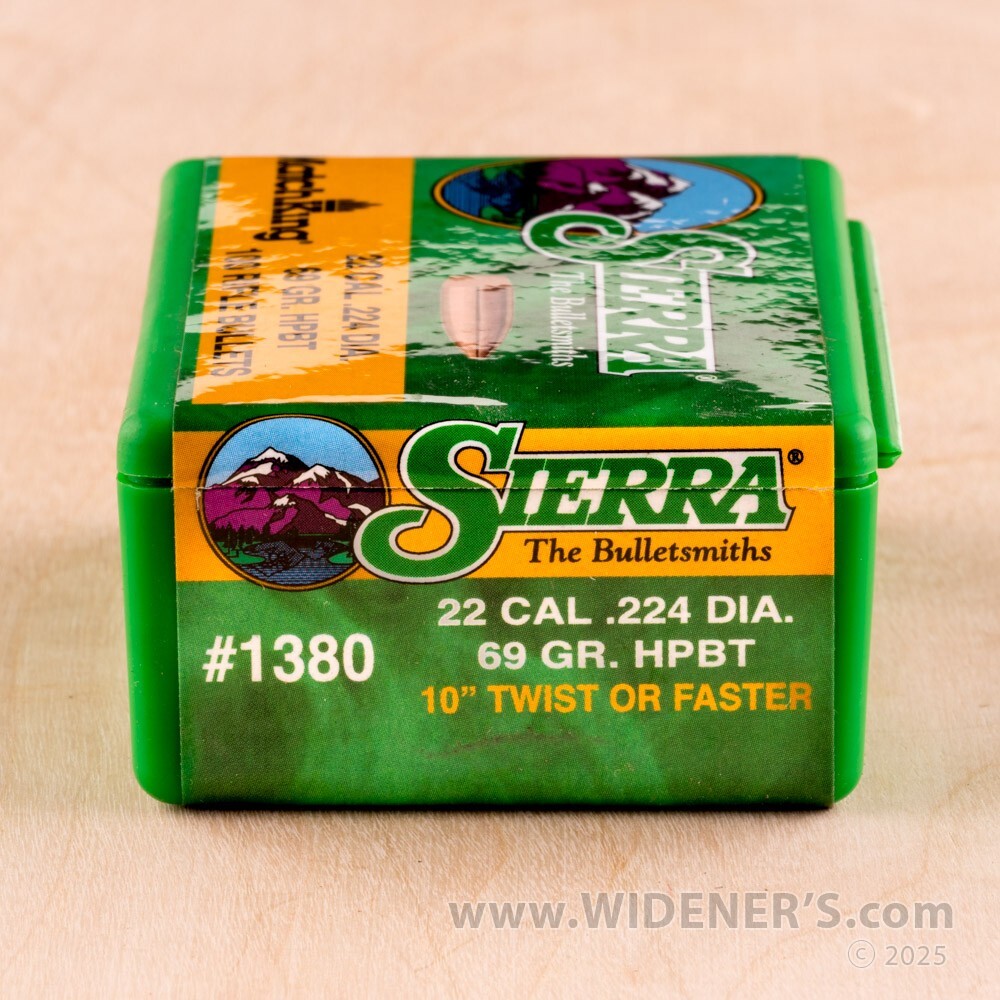 MatchKing
22 CAL .224 DIA.
69 GR. HPBT
100 RIFLE BULLETS
SIERRA®
The Bulletsmiths
SIERRA®
The Bulletsmiths
#1380
22 CAL .224 DIA.
69 GR. HPBT
10” TWIST OR FASTER
www.WIDENER'S.com
© 2025